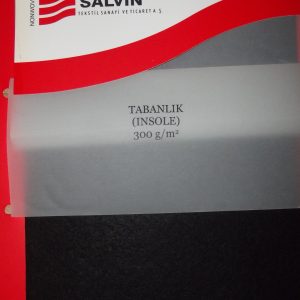 SALVİN
TEKSTİL SANAYİ VE TİCARET A.Ş.
TABANLIK
(INSOLE)
300 g/m²